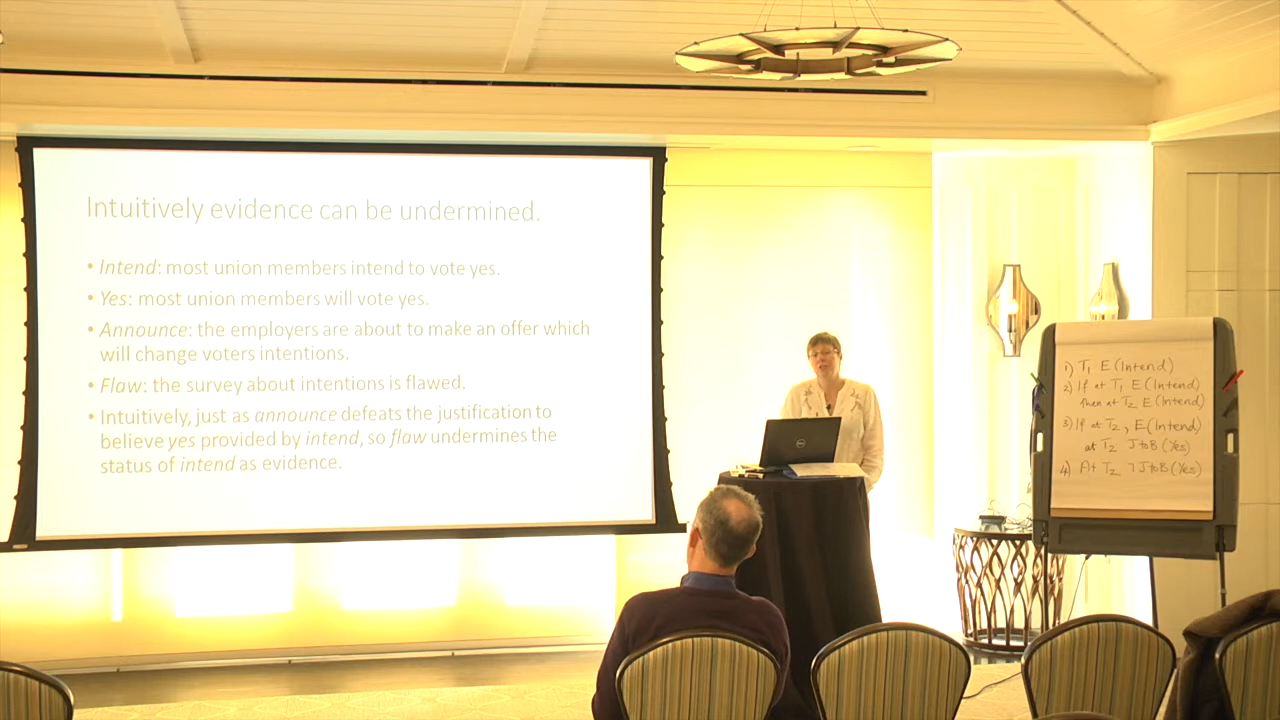 Intuitively evidence can be undermined.
• Intend: most union members intend to vote yes.
• Yes: most union members will vote yes.
• Announce: the employers are about to make an offer which
will change voters intentions.
• Flaw: the survey about intentions is flawed.
• Intuitively, just as announce defeats the justification to
believe yes provided by intend, so flaw undermines the
status of intend as evidence.
DELL
1) T₁ E(Intend)
2) If at T₁ E(Intend)
then at T₂ E(Intend)
3) If at T₂, E(Intend)
at T₂ J to B (Yes)
4) At T₂ ¬J to B (Yes)